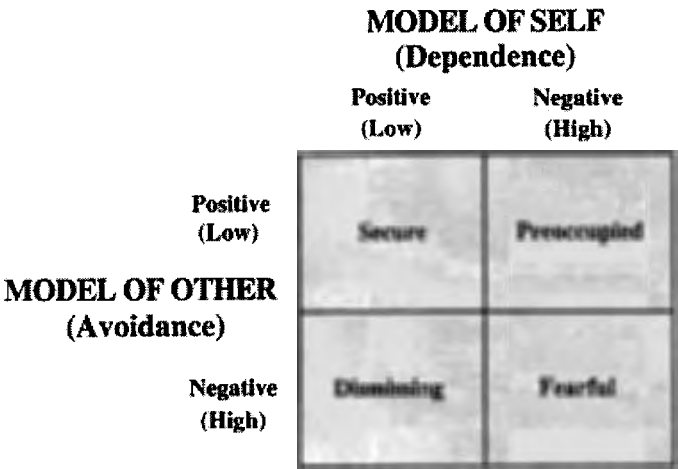 MODEL OF SELF
(Dependence)
Positive Negative
(Low) (High)
Positive
(Low)
Secure Preoccupied
MODEL OF OTHER
(Avoidance)
Negative
(High)
Dismissing Fearful